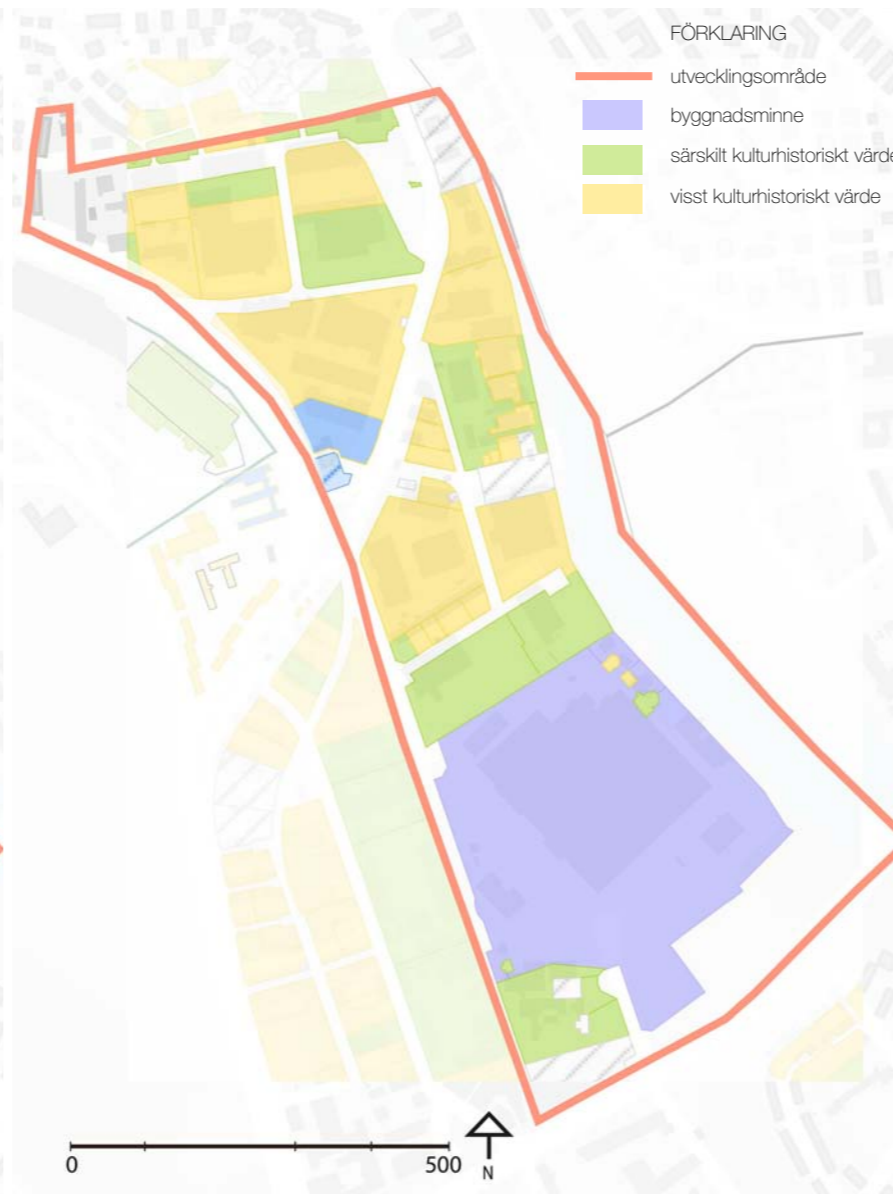 FÖRKLARING
utvecklingsområde
byggnadsminne
särskilt kulturhistoriskt värde
visst kulturhistoriskt värde
0
500
N